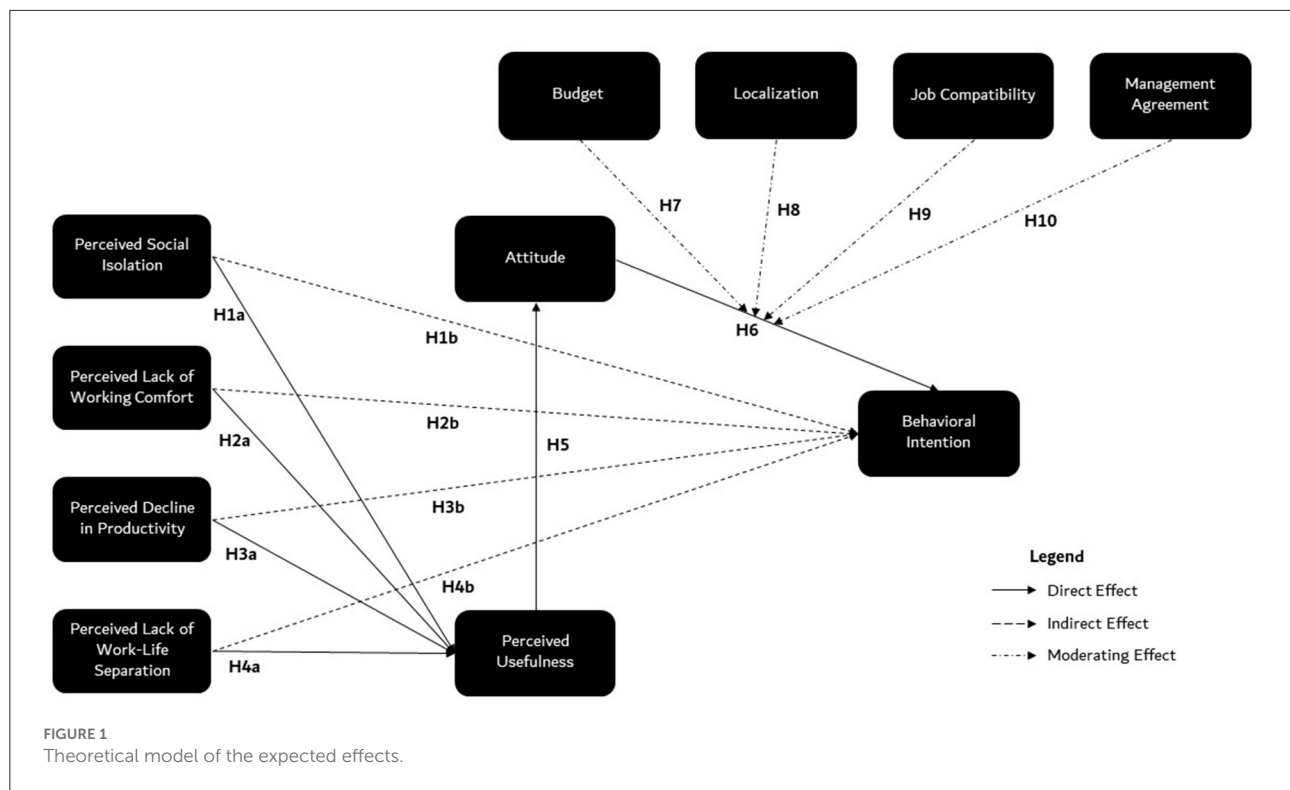 Budget
Localization
Job Compatibility
Management
Agreement
H7
H8
H9
H10
Perceived Social
Isolation
Attitude
H1a
H1b
H6
Perceived Lack of
Working Comfort
Behavioral
Intention
H2a
H2b
H5
Perceived Decline
in Productivity
H3a
H3b
Legend
Direct Effect
Indirect Effect
Moderating Effect
H4b
Perceived Lack of
Work-Life
Separation
H4a
Perceived
Usefulness
FIGURE 1
Theoretical model of the expected effects.